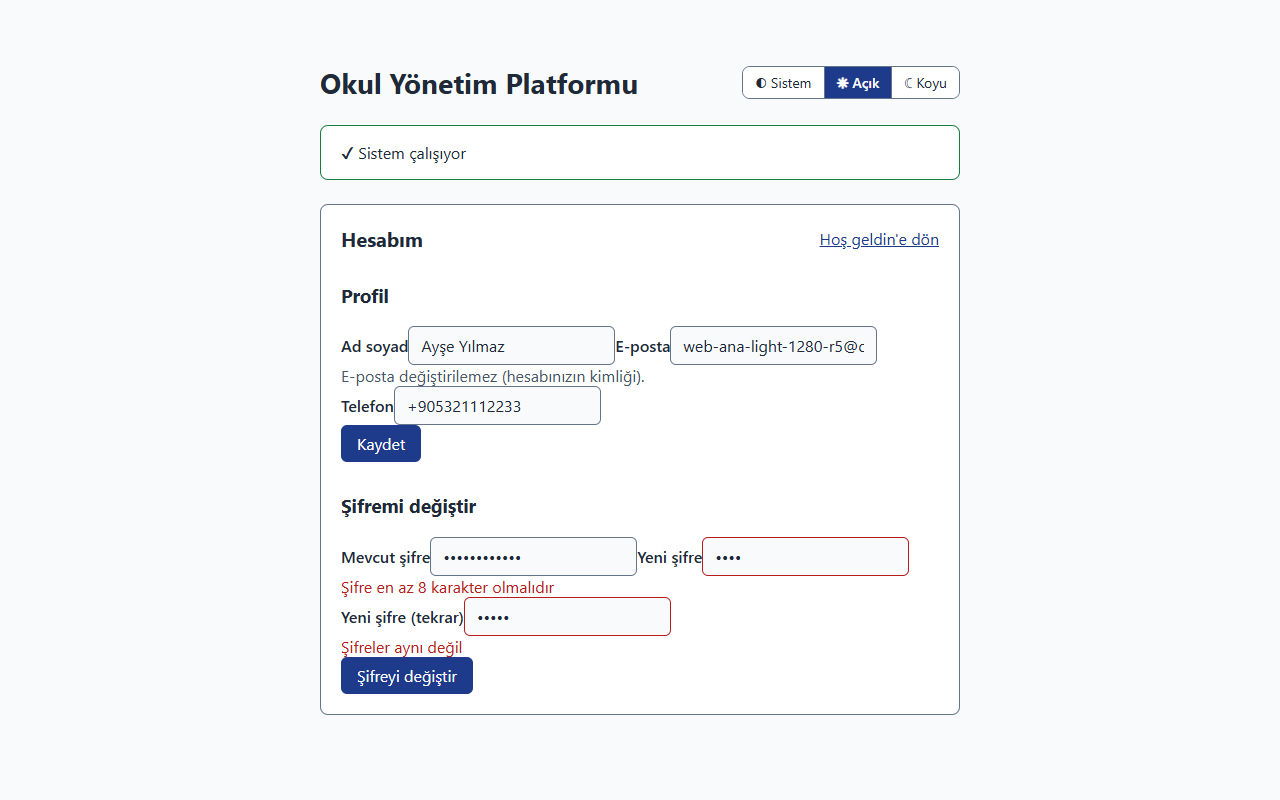 Okul Yönetim Platformu
◐ Sistem ❋ Açık ☾ Koyu
✓ Sistem çalışıyor
Hesabım Hoş geldin'e dön
Profil
Ad soyad Ayşe Yılmaz E-posta web-ana-light-1280-r5@c
E-posta değiştirilemez (hesabınızın kimliği).
Telefon +905321112233
Kaydet
Şifremi değiştir
Mevcut şifre •••••••••••• Yeni şifre ••••
Şifre en az 8 karakter olmalıdır
Yeni şifre (tekrar) •••••
Şifreler aynı değil
Şifreyi değiştir